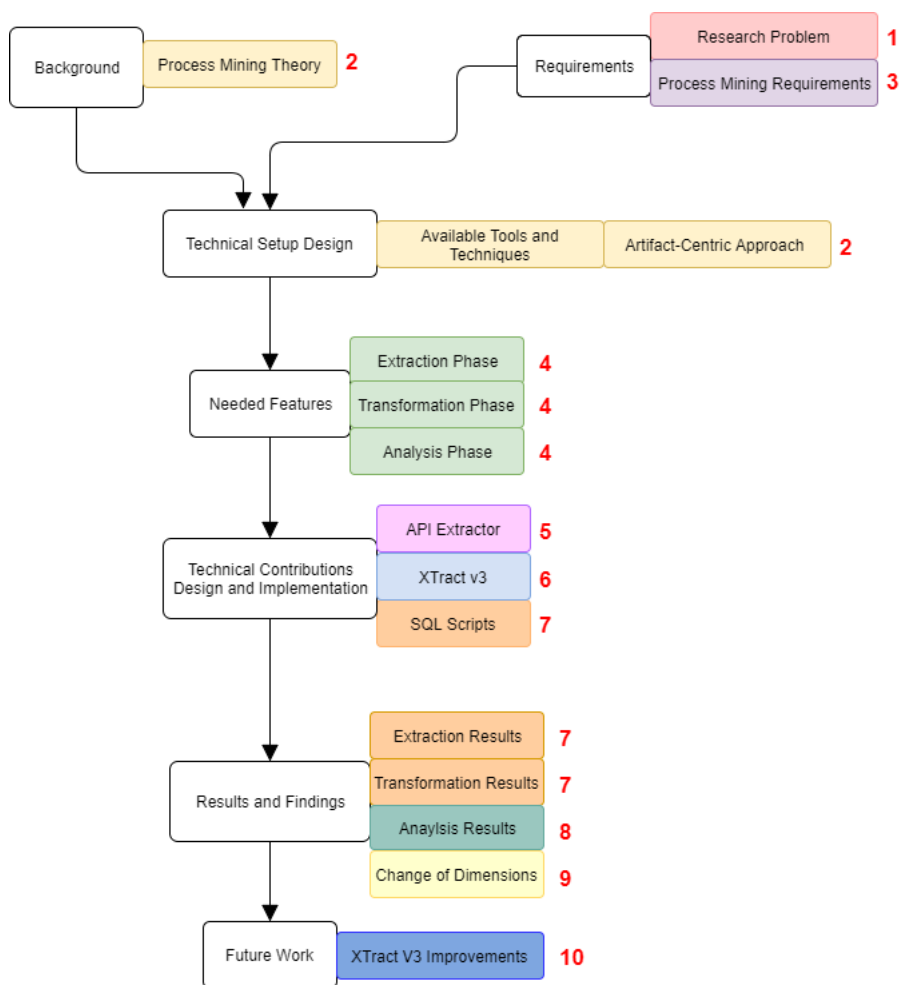 Background
Process Mining Theory
2
Requirements
Research Problem
1
Process Mining Requirements
3
Technical Setup Design
Available Tools and
Techniques
Artifact-Centric Approach
2
Needed Features
Extraction Phase
4
Transformation Phase
4
Analysis Phase
4
Technical Contributions
Design and Implementation
API Extractor
5
XTract v3
6
SQL Scripts
7
Results and Findings
Extraction Results
7
Transformation Results
7
Anaylsis Results
8
Change of Dimensions
9
Future Work
XTract V3 Improvements
10